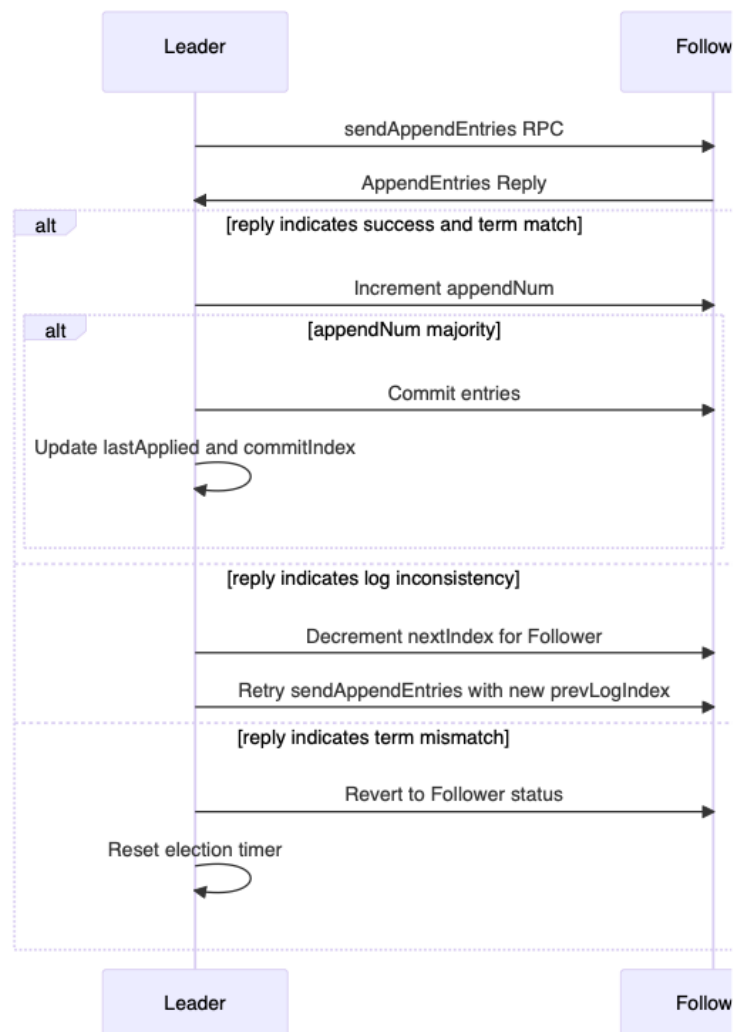 Leader Follow
sendAppendEntries RPC
AppendEntries Reply
alt [reply indicates success and term match]
Increment appendNum
alt [appendNum majority]
Commit entries
Update lastApplied and commitIndex
[reply indicates log inconsistency]
Decrement nextIndex for Follower
Retry sendAppendEntries with new prevLogIndex
[reply indicates term mismatch]
Revert to Follower status
Reset election timer
Leader Follow